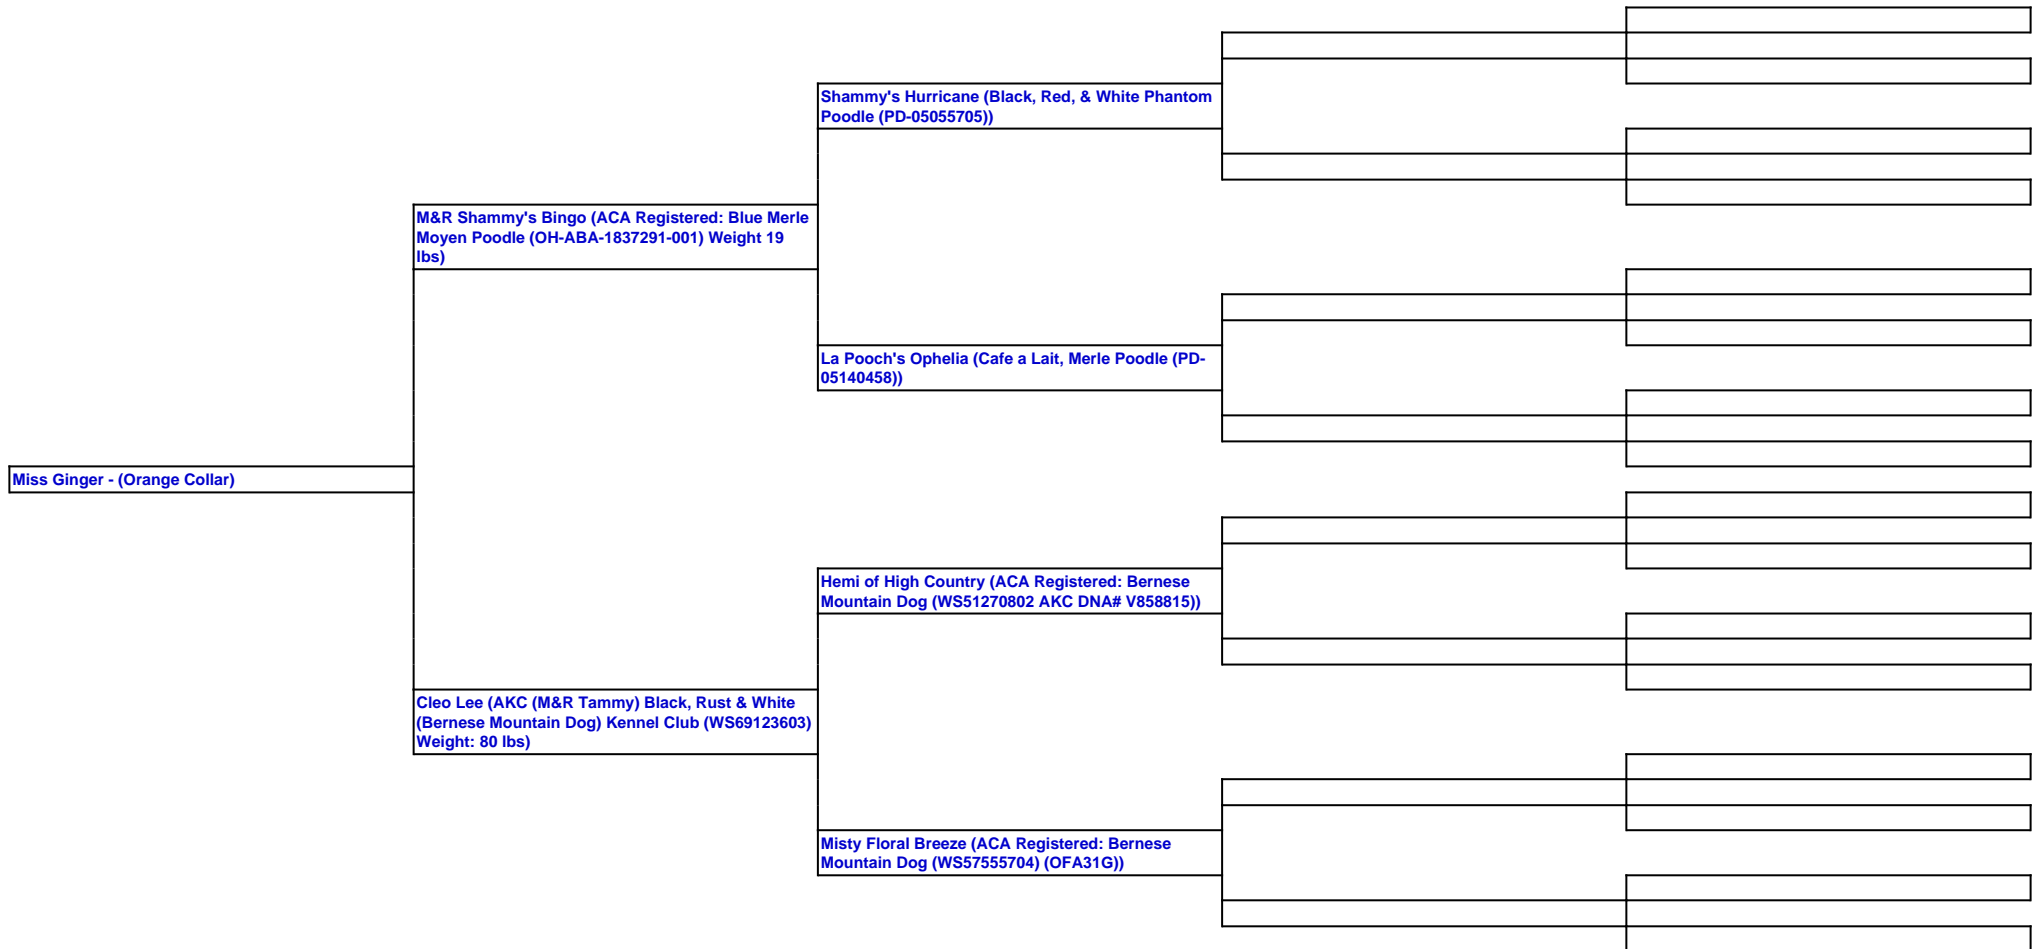 Shammy's Hurricane (Black, Red, & White Phantom
Poodle (PD-05055705))
M&R Shammy's Bingo (ACA Registered: Blue Merle
Moyen Poodle (OH-ABA-1837291-001) Weight 19
lbs)
La Pooch's Ophelia (Cafe a Lait, Merle Poodle (PD-
05140458))
Miss Ginger - (Orange Collar)
Hemi of High Country (ACA Registered: Bernese
Mountain Dog (WS51270802 AKC DNA# V858815))
Cleo Lee (AKC (M&R Tammy) Black, Rust & White
(Bernese Mountain Dog) Kennel Club (WS69123603)
Weight: 80 lbs)
Misty Floral Breeze (ACA Registered: Bernese
Mountain Dog (WS57555704) (OFA31G))